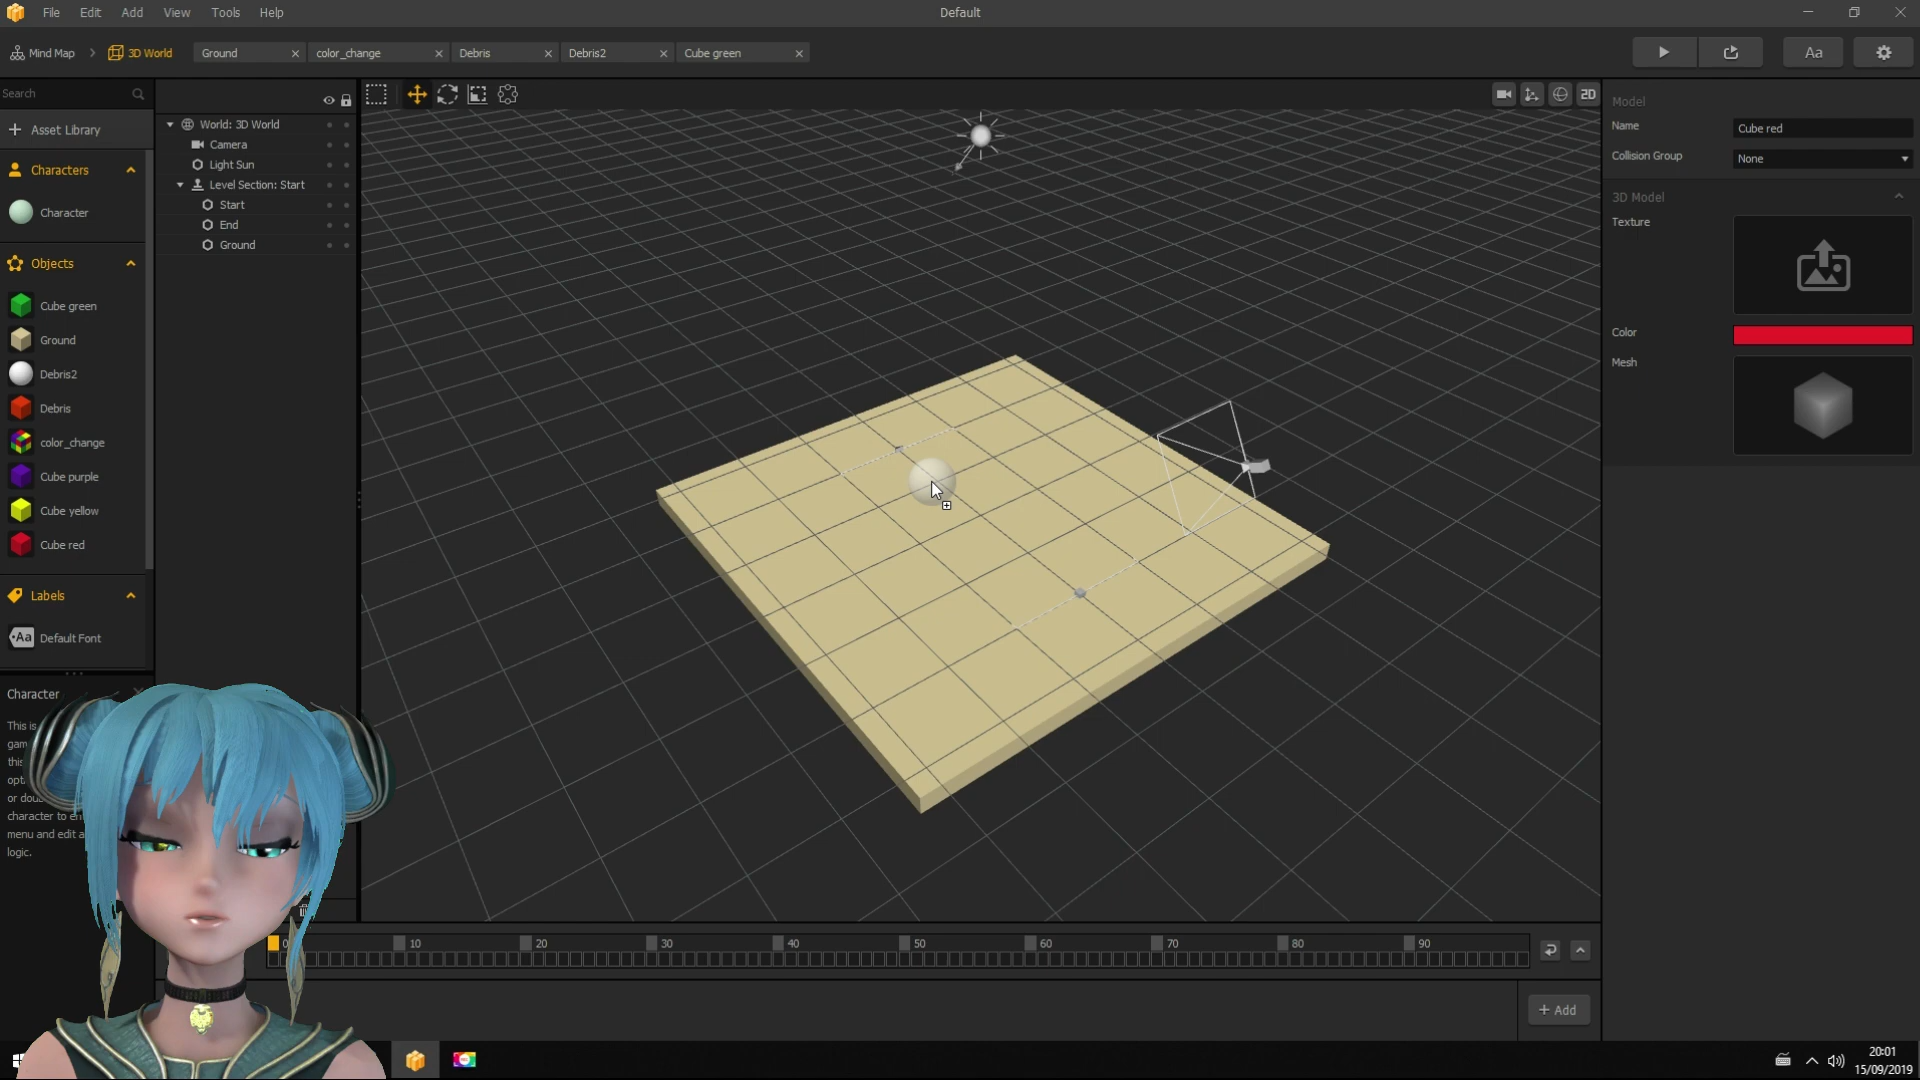 File Edit Add View Tools Help
Default
Mind Map
3D World
Ground
color_change
Debris
Debris2
Cube green
Aa
Search
Asset Library
Characters
Character
Objects
Cube green
Ground
Debris2
Debris
color_change
Cube purple
Cube yellow
Cube red
Labels
Aa Default Font
World: 3D World
Camera
Light Sun
Level Section: Start
Start
End
Ground
2D
Model
Name
Cube red
Collision Group
None
3D Model
Texture
Color
Mesh
Character
This is
or
character to
menu and edit
logic.
0 10 20 30 40 50 60 70 80 90
+ Add
20:01
15/09/2019